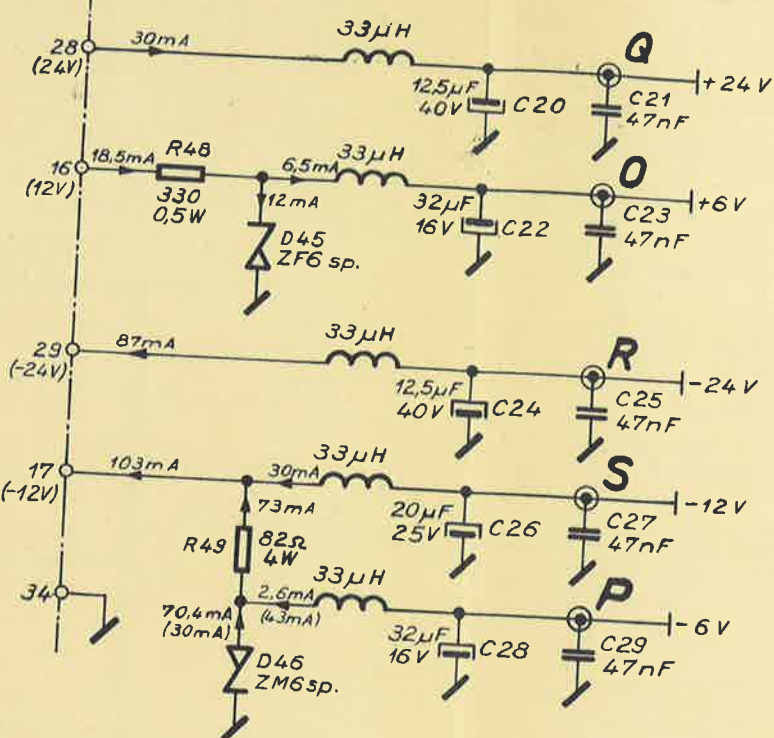 33µH
28
(24V)
30mA
Q
+24V
12,5µF
40V
C20
C21
47nF
16
(12V)
18,5mA
R48
330
0,5W
6,5mA
33µH
12mA
D45
ZF6 sp.
O
+6V
32µF
16V
C22
C23
47nF
29
(-24V)
87mA
33µH
R
-24V
12,5µF
40V
C24
C25
47nF
17
(-12V)
103mA
30mA
33µH
S
-12V
73mA
R49
82Ω
4W
20µF
25V
C26
C27
47nF
34
70,4mA
(30mA)
2,6mA
(43mA)
33µH
P
-6V
D46
ZM6 sp.
32µF
16V
C28
C29
47nF